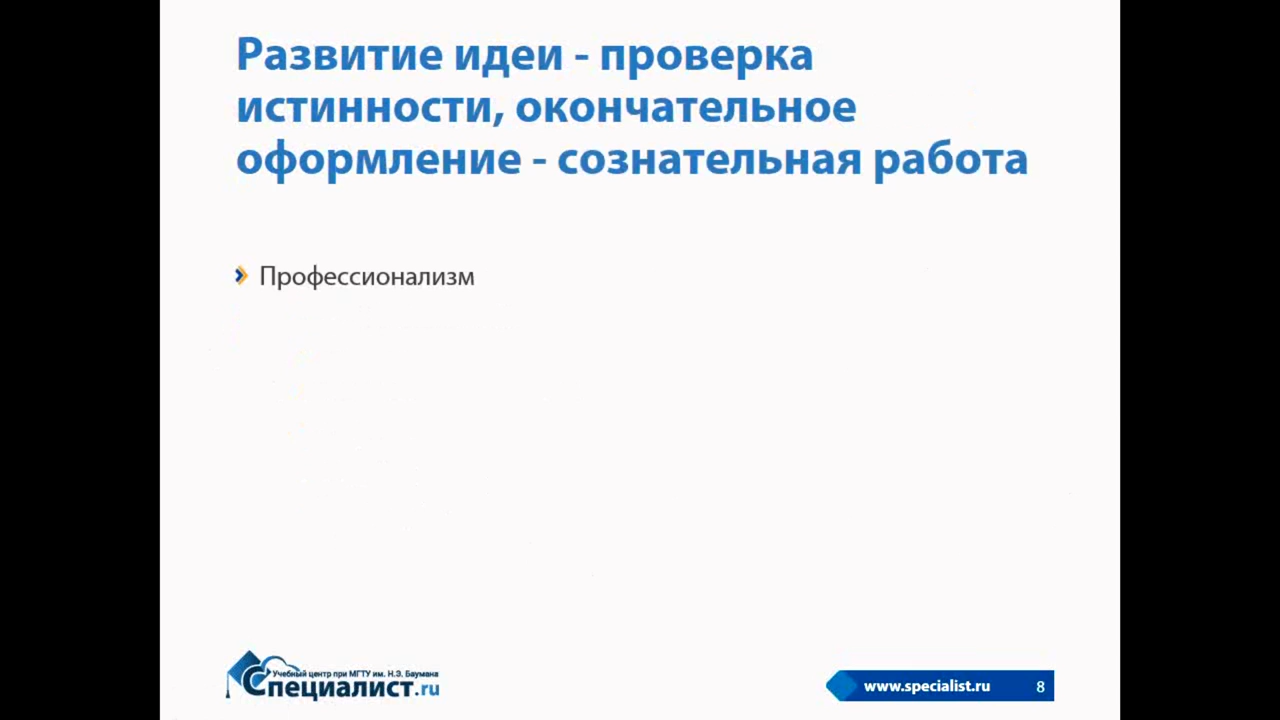 Развитие идеи - проверка
истинности, окончательное
оформление - сознательная работа
Профессионализм
Учебный центр при МГТУ им. Н.Э. Баумана
Специалист.ru
www.specialist.ru
8